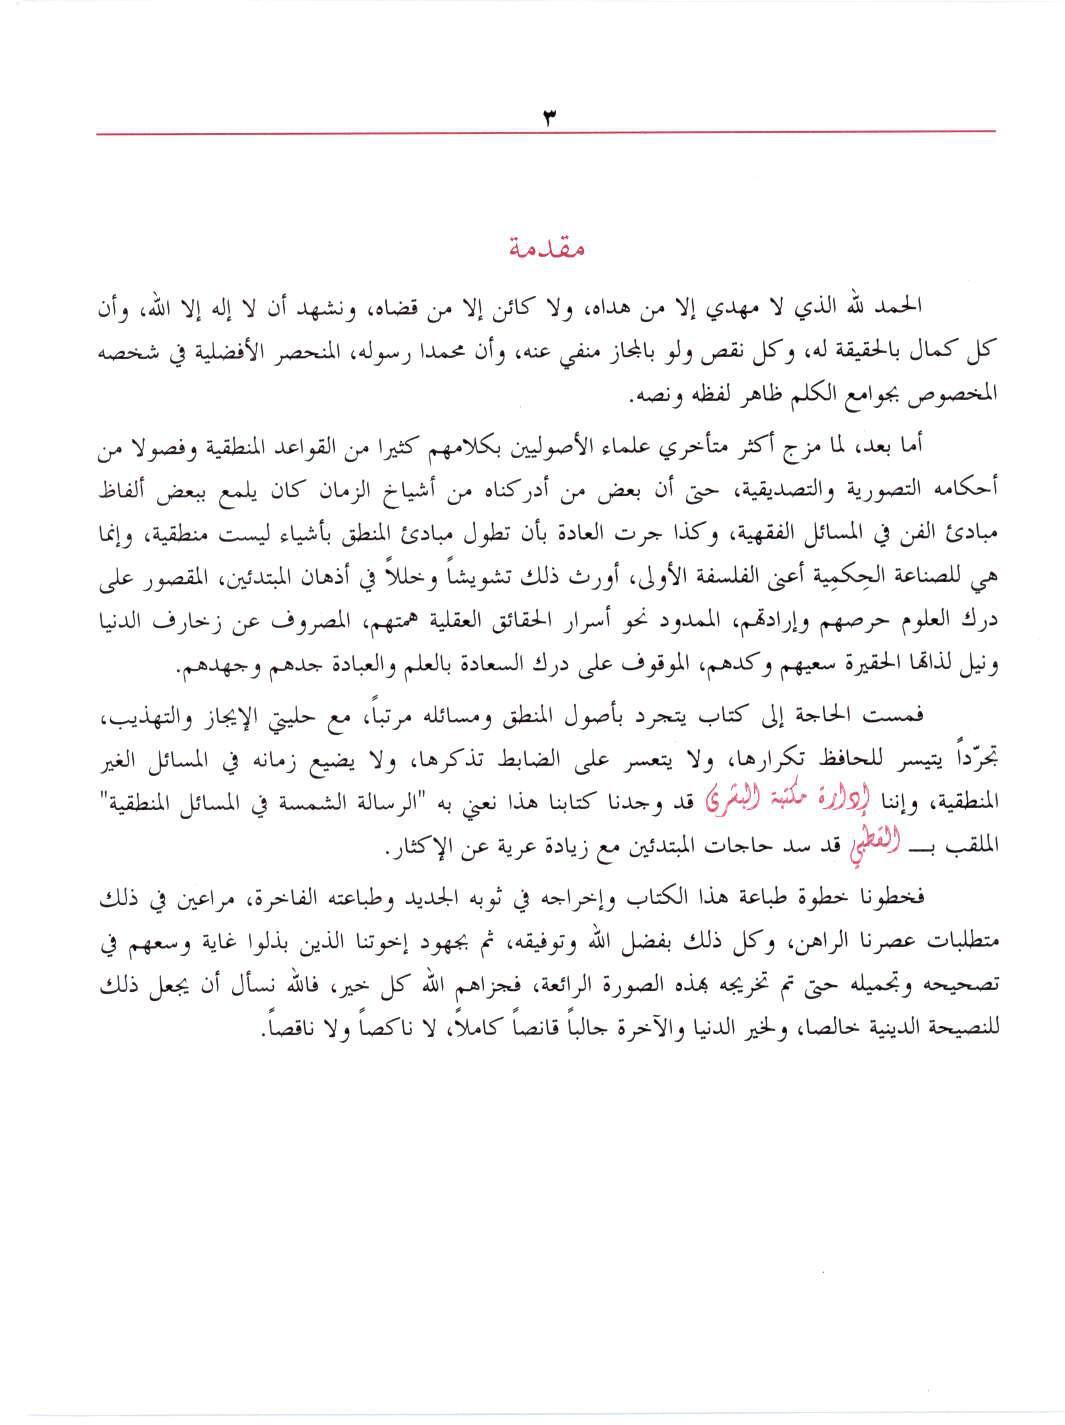 ٣
مقدمة
الحمد لله الذي لا مهدي إلا من هداه، ولا كائن إلا من قضاه، ونشهد أن لا إله إلا الله، وأن
كل كمال بالحقيقة له، وكل نقص ولو بالمجاز منفي عنه، وأن محمدا رسوله، المنحصر الأفضلية في شخصه
المخصوص بجوامع الكلم ظاهر لفظه ونصه.
أما بعد، لما مزج أكثر متأخري علماء الأصوليين بكلامهم كثيرا من القواعد المنطقية وفصولا من
أحكامه التصورية والتصديقية، حتى أن بعض من أدركناه من أشياخ الزمان كان يلمع ببعض ألفاظ
مبادئ الفن في المسائل الفقهية، وكذا جرت العادة بأن تطول مبادئ المنطق بأشياء ليست منطقية، وإنما
هي للصناعة الحِكمِية أعني الفلسفة الأولى، أورث ذلك تشويشاً وخللاً في أذهان المبتدئين، المقصور على
درك العلوم حرصهم وإرادتهم، الممدود نحو أسرار الحقائق العقلية همتهم، المصروف عن زخارف الدنيا
ونيل لذاتها الحقيرة سعيهم وكدهم، الموقوف على درك السعادة بالعلم والعبادة جدهم وجهدهم.
فمست الحاجة إلى كتاب يتجرد بأصول المنطق ومسائله مرتباً، مع حليتي الإيجاز والتهذيب،
تجرّداً يتيسر للحافظ تكرارها، ولا يتعسر على الضابط تذكرها، ولا يضيع زمانه في المسائل الغير
المنطقية، وإننا إدارة مكتبة البشرى قد وجدنا كتابنا هذا نعني به "الرسالة الشمسة في المسائل المنطقية"
الملقب بـــ القطبي قد سد حاجات المبتدئين مع زيادة عرية عن الإكثار.
فخطونا خطوة طباعة هذا الكتاب وإخراجه في ثوبه الجديد وطباعته الفاخرة، مراعين في ذلك
متطلبات عصرنا الراهن، وكل ذلك بفضل الله وتوفيقه، ثم بجهود إخوتنا الذين بذلوا غاية وسعهم في
تصحيحه وتجميله حتى تم تخريجه بهذه الصورة الرائعة، فجزاهم الله كل خير، فالله نسأل أن يجعل ذلك
للنصيحة الدينية خالصا، ولخير الدنيا والآخرة جالباً قانصاً كاملاً، لا ناكصاً ولا ناقصاً.